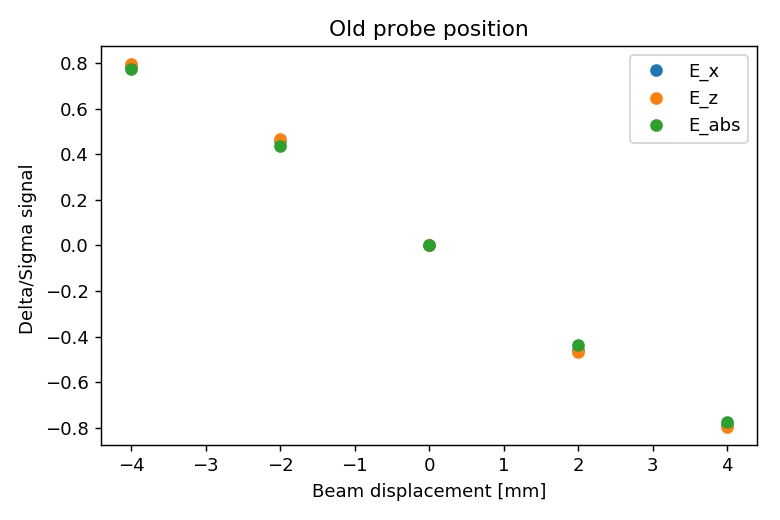 Old probe position
E_x
E_z
E_abs
Delta/Sigma signal
0.8
0.6
0.4
0.2
0.0
−0.2
−0.4
−0.6
−0.8
−4 −3 −2 −1 0 1 2 3 4
Beam displacement [mm]